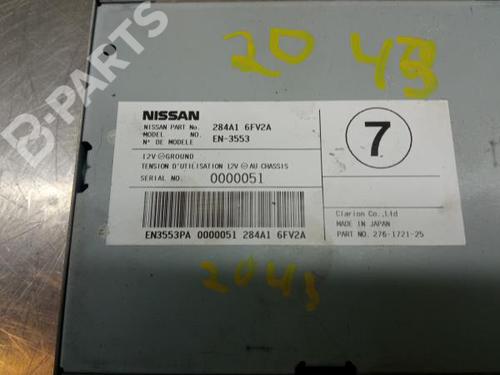 B-PARTS
20 43
NISSAN
NISSAN PART No. 284A1 6FV2A
MODEL NO. EN-3553
N° DE MODELE
12V ⊖GROUND
TENSION D'UTILISATION 12V ⊖ AU CHASSIS
SERIAL NO. 0000051
EN3553PA 0000051 284A1 6FV2A
7
Clarion Co.,Ltd
MADE IN JAPAN
PART NO. 276-1721-25
2043